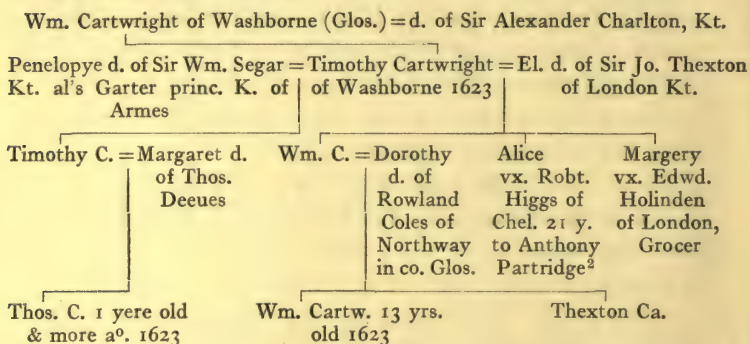 Wm. Cartwright of Washborne (Glos.) = d. of Sir Alexander Charlton, Kt.
Penelopye d. of Sir Wm. Segar = Timothy Cartwright = El. d. of Sir Jo. Thexton
Kt. al's Garter princ. K. of of Washborne 1623 of London Kt.
Armes
Timothy C. = Margaret d.
of Thos.
Deeues
Wm. C. = Dorothy
d. of
Rowland
Coles of
Northway
in co. Glos.
Alice
vx. Robt.
Higgs of
Chel. 21 y.
to Anthony
Partridge²
Margery
vx. Edwd.
Holinden
of London,
Grocer
Thos. C. 1 yere old
& more aº. 1623
Wm. Cartw. 13 yrs.
old 1623
Thexton Ca.